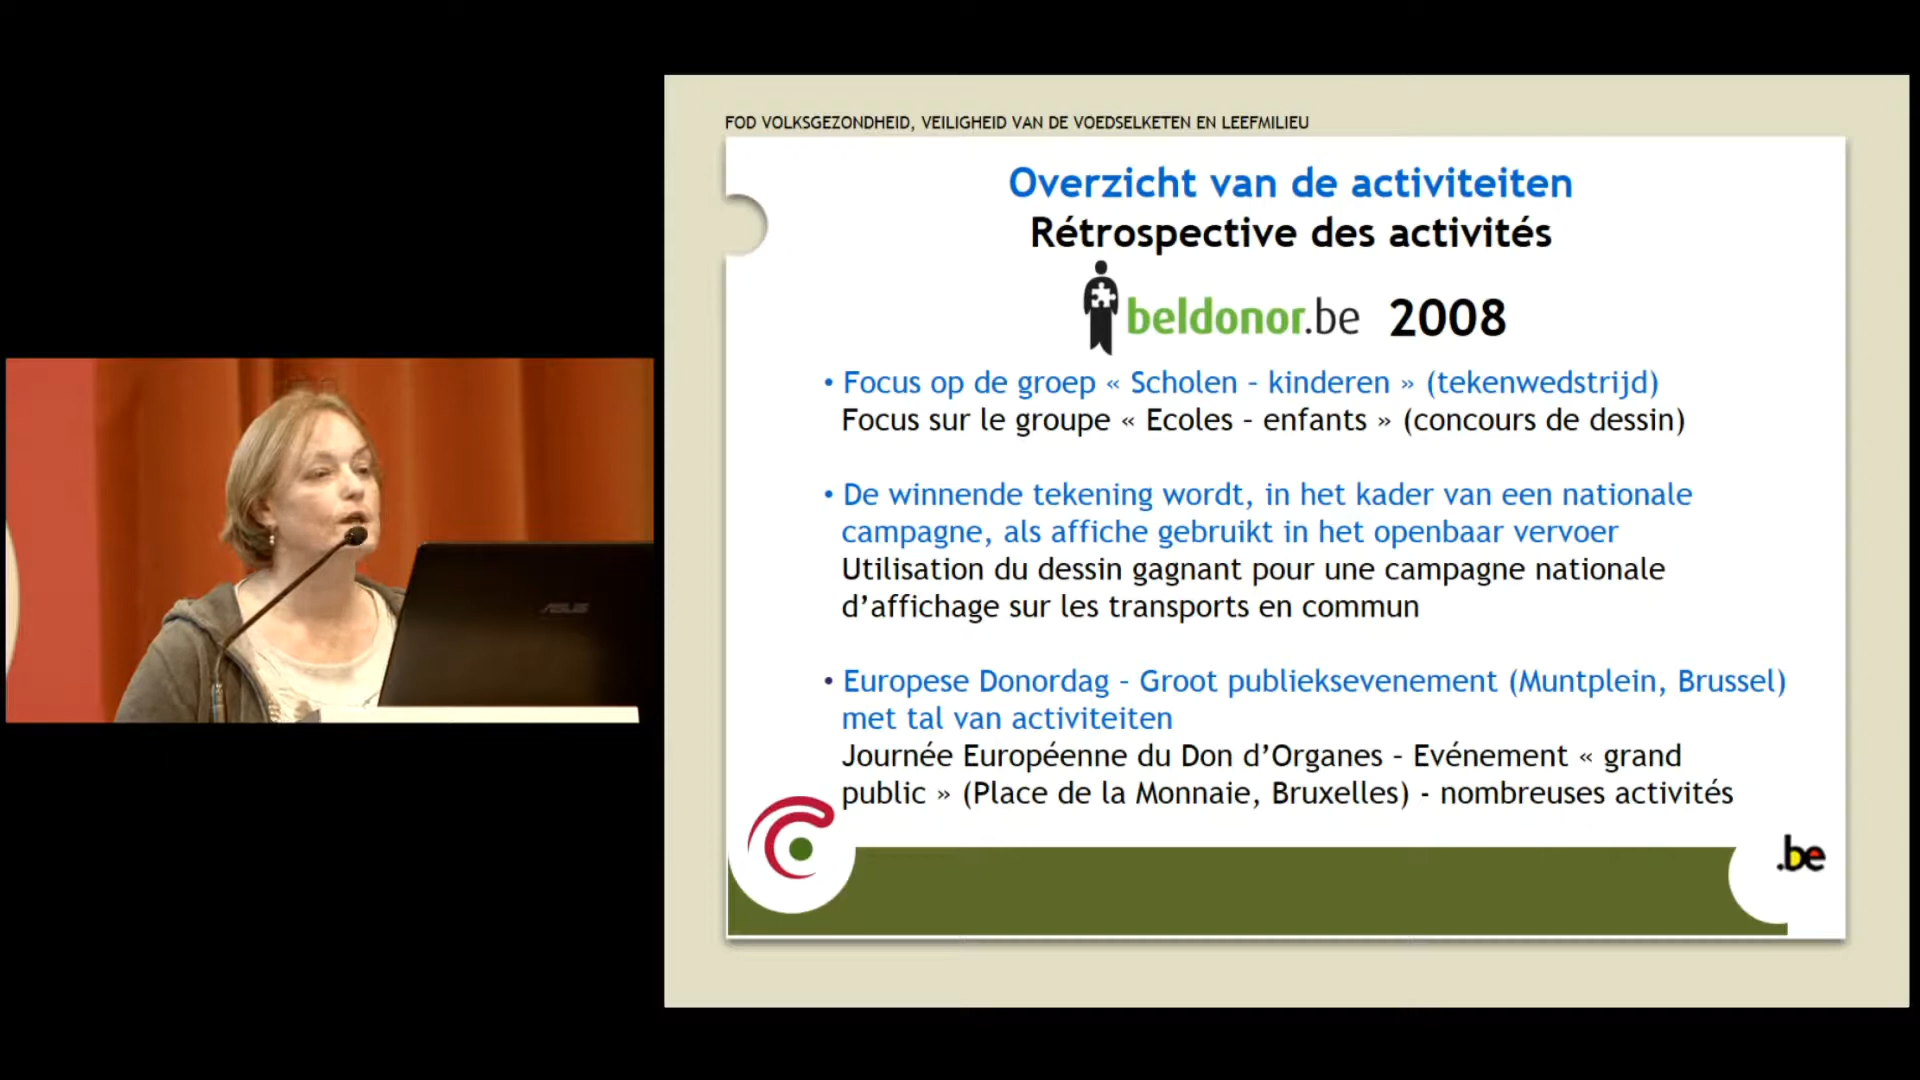 FOD VOLKSGEZONDHEID, VEILIGHEID VAN DE VOEDSELKETEN EN LEEFMILIEU
Overzicht van de activiteiten
Rétrospective des activités
beldonor.be 2008
• Focus op de groep « Scholen – kinderen » (tekenwedstrijd)
Focus sur le groupe « Ecoles – enfants » (concours de dessin)
• De winnende tekening wordt, in het kader van een nationale
campagne, als affiche gebruikt in het openbaar vervoer
Utilisation du dessin gagnant pour une campagne nationale
d’affichage sur les transports en commun
• Europese Donordag – Groot publieksevenement (Muntplein, Brussel)
met tal van activiteiten
Journée Européenne du Don d’Organes – Evénement « grand
public » (Place de la Monnaie, Bruxelles) - nombreuses activités
.be
ASUS